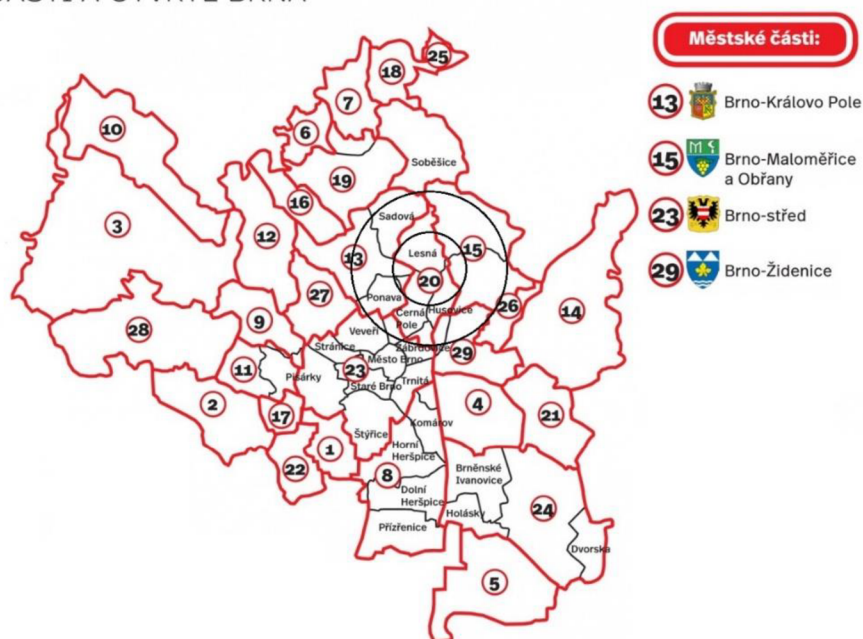 Městské části:
13 Brno-Královo Pole
15 Brno-Maloměřice
a Obřany
23 Brno-střed
29 Brno-Židenice
25
18
7
10
6
Soběšice
19
16
Sadová
3
12
13
Lesná
15
20
27
Ponava
Husovice
26
14
Černá
Pole
28
9
Veveří
Stránice
Zábrdovice
29
Město Brno
11
Pisárky
23
Staré Brno
Trnitá
2
17
4
21
Komárov
Štýřice
1
Horní
Heršpice
22
8
Brněnské
Ivanovice
Dolní
Heršpice
24
Holásky
Přízřenice
Dvorska
5